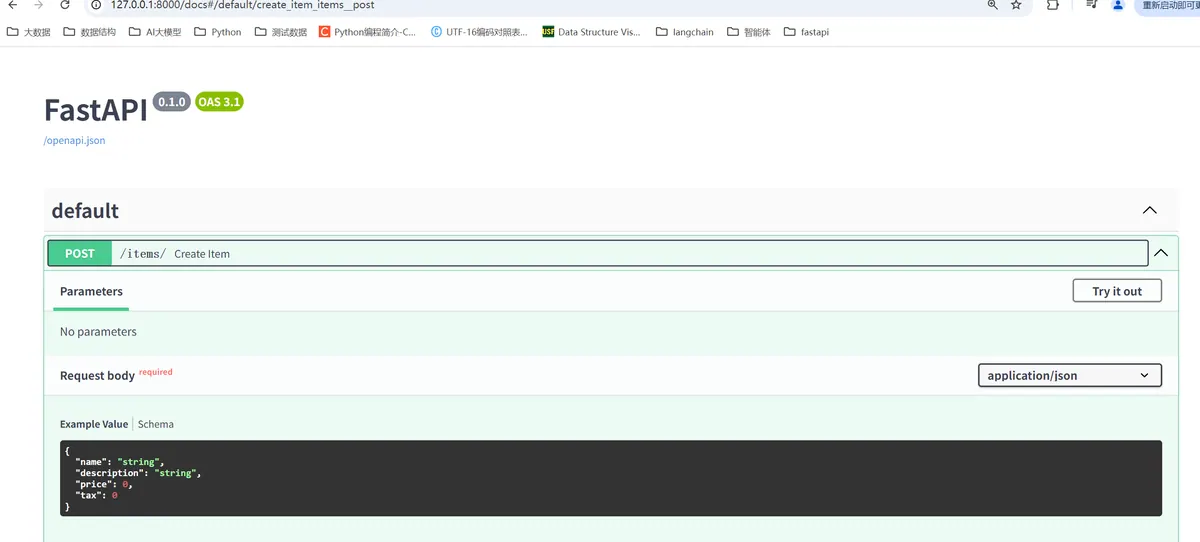 127.0.0.1:8000/docs#/default/create_item_items__post
重新启动即可更
大数据 数据结构 AI大模型 Python 测试数据 Python编程简介-C... UTF-16编码对照表... USF Data Structure Vis... langchain 智能体 fastapi
FastAPI 0.1.0 OAS 3.1
/openapi.json
default
POST /items/ Create Item
Parameters Try it out
No parameters
Request body required application/json
Example Value Schema
{
"name": "string",
"description": "string",
"price": 0,
"tax": 0
}